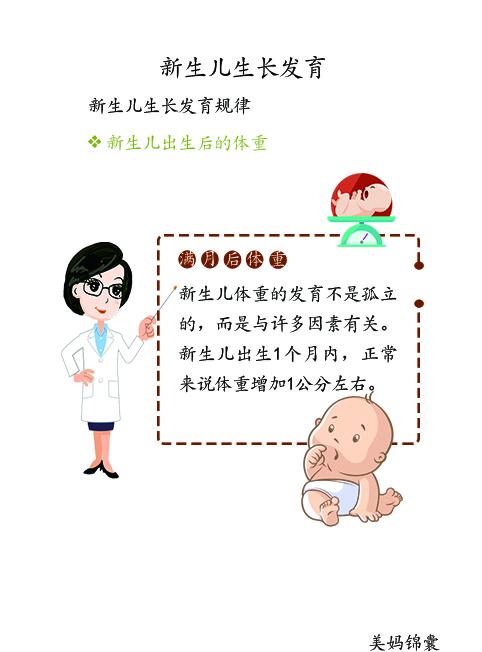 新生儿生长发育
新生儿生长发育规律
新生儿出生后的体重
满月后体重
新生儿体重的发育不是孤立
的，而是与许多因素有关。
新生儿出生1个月内，正常
来说体重增加1公分左右。
美妈锦囊